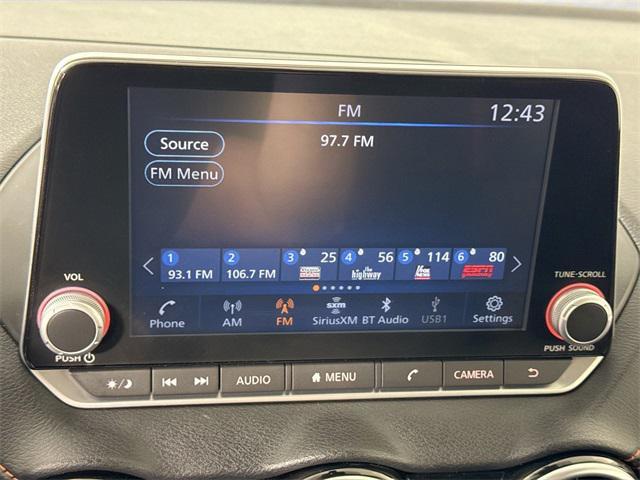 FM
12:43
Source
97.7 FM
FM Menu
1 2 3 25 4 56 5 114 6 80
93.1 FM 106.7 FM the highway FOX NEWS ESPN
VOL
TUNE·SCROLL
Phone AM FM SiriusXM BT Audio USB1 Settings
sxm
PUSH
PUSH SOUND
AUDIO MENU CAMERA